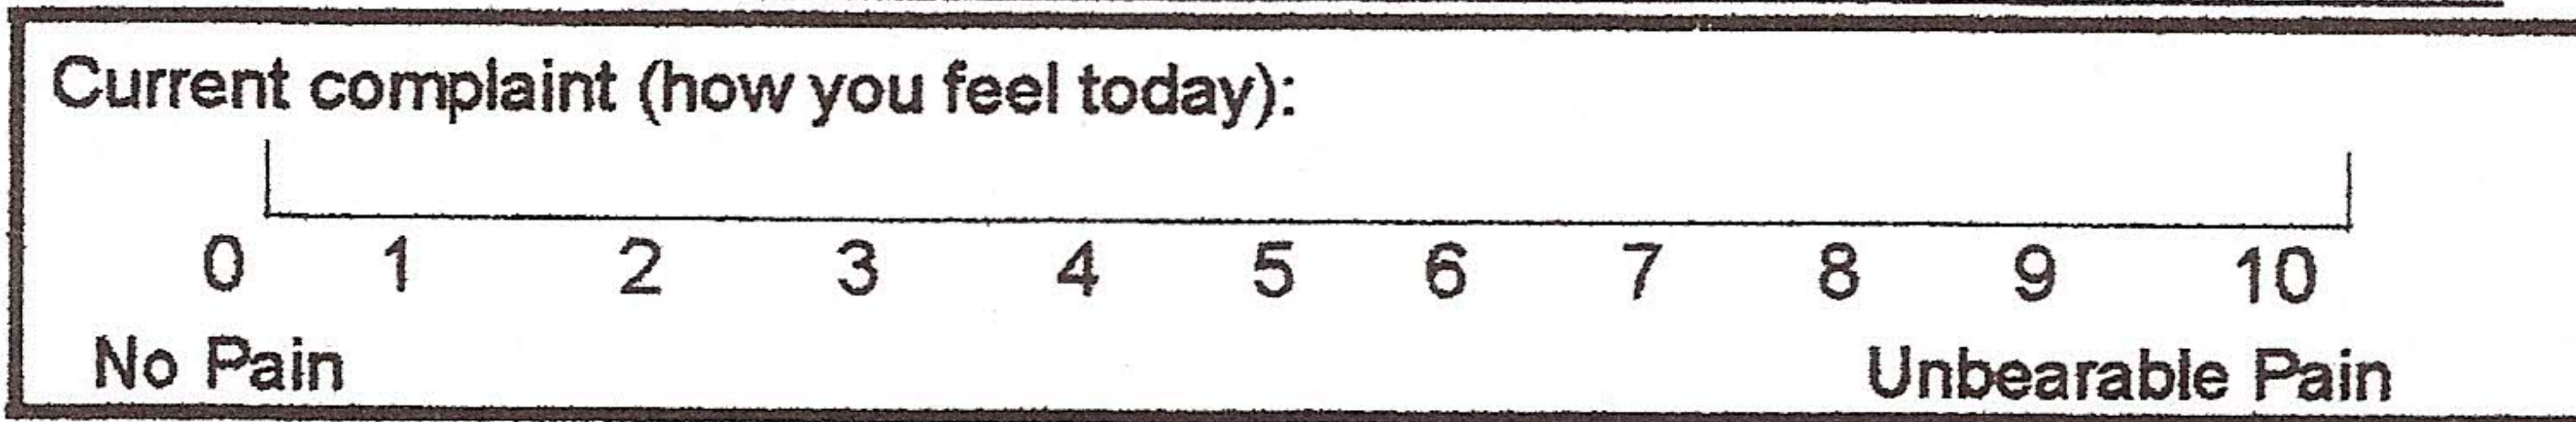 Current complaint (how you feel today):
0 1 2 3 4 5 6 7 8 9 10
No Pain Unbearable Pain